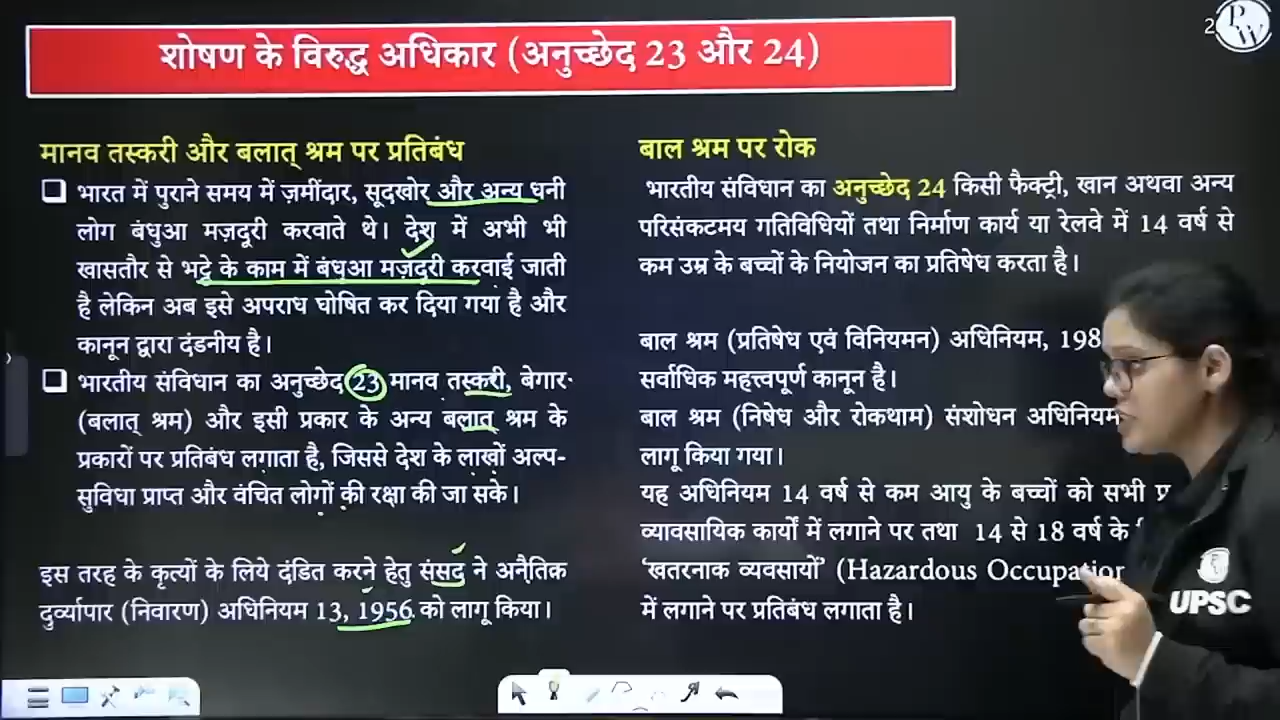 शोषण के विरुद्ध अधिकार (अनुच्छेद 23 और 24)
2
PW
मानव तस्करी और बलात् श्रम पर प्रतिबंध
भारत में पुराने समय में ज़मींदार, सूदखोर और अन्य धनी
लोग बंधुआ मज़दूरी करवाते थे। देश में अभी भी
खासतौर से भट्ठे के काम में बंधुआ मज़दूरी करवाई जाती
है लेकिन अब इसे अपराध घोषित कर दिया गया है और
कानून द्वारा दंडनीय है।
भारतीय संविधान का अनुच्छेद 23 मानव तस्करी, बेगार
(बलात् श्रम) और इसी प्रकार के अन्य बलात् श्रम के
प्रकारों पर प्रतिबंध लगाता है, जिससे देश के लाखों अल्प-
सुविधा प्राप्त और वंचित लोगों की रक्षा की जा सके।
इस तरह के कृत्यों के लिये दंडित करने हेतु संसद ने अनैतिक
दुर्व्यापार (निवारण) अधिनियम 13, 1956 को लागू किया।
बाल श्रम पर रोक
भारतीय संविधान का अनुच्छेद 24 किसी फैक्ट्री, खान अथवा अन्य
परिसंकटमय गतिविधियों तथा निर्माण कार्य या रेलवे में 14 वर्ष से
कम उम्र के बच्चों के नियोजन का प्रतिषेध करता है।
बाल श्रम (प्रतिषेध एवं विनियमन) अधिनियम, 198
सर्वाधिक महत्त्वपूर्ण कानून है।
बाल श्रम (निषेध और रोकथाम) संशोधन अधिनियम
लागू किया गया।
यह अधिनियम 14 वर्ष से कम आयु के बच्चों को सभी
व्यावसायिक कार्यों में लगाने पर तथा 14 से 18 वर्ष के
'खतरनाक व्यवसायों' (Hazardous Occupation
में लगाने पर प्रतिबंध लगाता है।
UPSC